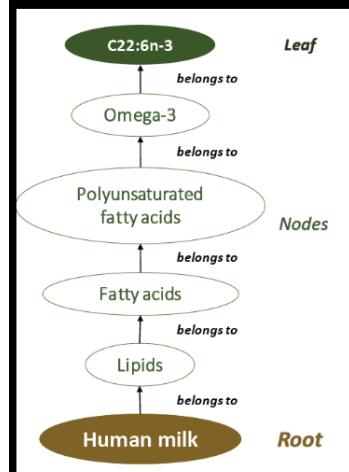 C22:6n-3 Leaf
belongs to
Omega-3
belongs to
Polyunsaturated
fatty acids
Nodes
belongs to
Fatty acids
belongs to
Lipids
belongs to
Human milk Root